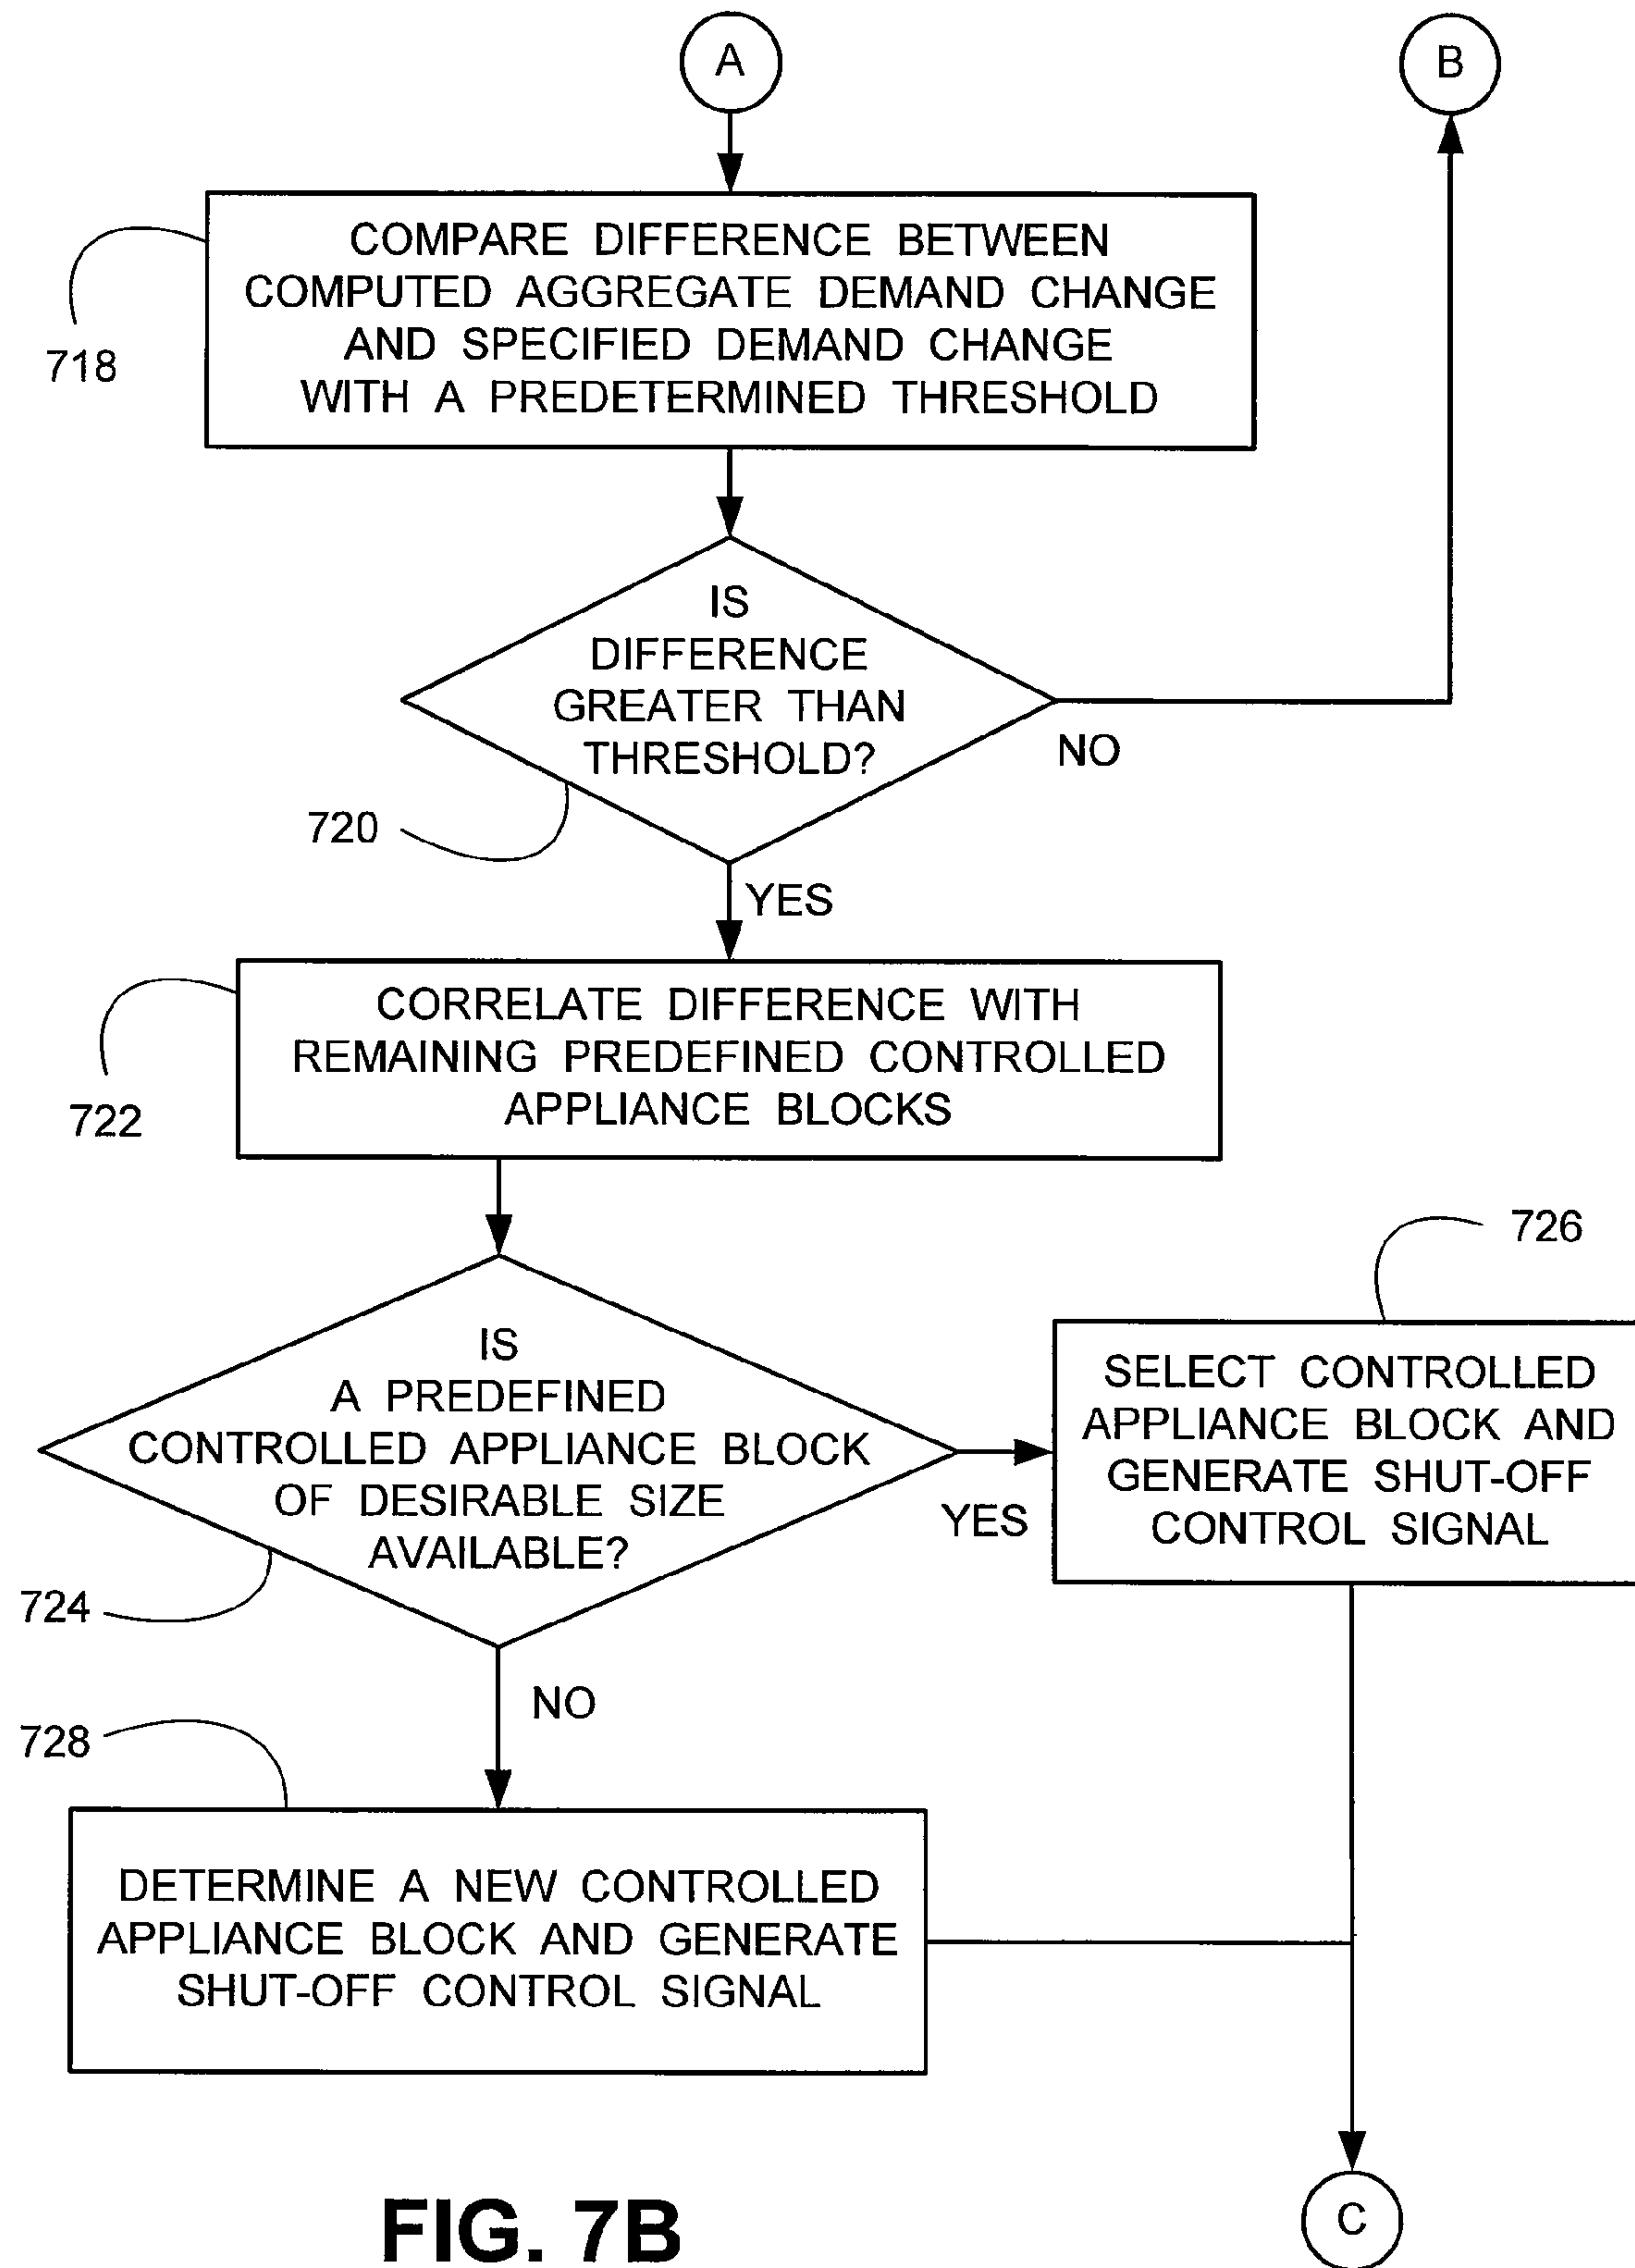 A
B
COMPARE DIFFERENCE BETWEEN
COMPUTED AGGREGATE DEMAND CHANGE
AND SPECIFIED DEMAND CHANGE
WITH A PREDETERMINED THRESHOLD
718
IS
DIFFERENCE
GREATER THAN
THRESHOLD?
NO
720
YES
CORRELATE DIFFERENCE WITH
REMAINING PREDEFINED CONTROLLED
APPLIANCE BLOCKS
722
726
IS
A PREDEFINED
CONTROLLED APPLIANCE BLOCK
OF DESIRABLE SIZE
AVAILABLE?
YES
SELECT CONTROLLED
APPLIANCE BLOCK AND
GENERATE SHUT-OFF
CONTROL SIGNAL
724
NO
728
DETERMINE A NEW CONTROLLED
APPLIANCE BLOCK AND GENERATE
SHUT-OFF CONTROL SIGNAL
C
FIG. 7B